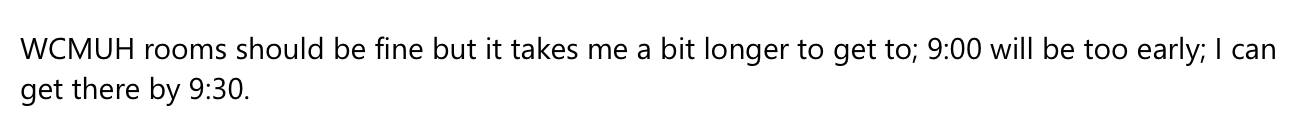 WCMUH rooms should be fine but it takes me a bit longer to get to; 9:00 will be too early; I can
get there by 9:30.